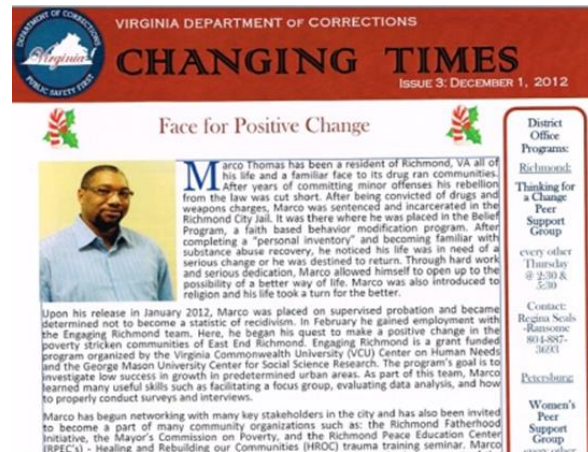 DEPARTMENT OF CORRECTIONS
Virginia
PUBLIC SAFETY FIRST
VIRGINIA DEPARTMENT OF CORRECTIONS
CHANGING TIMES
ISSUE 3: DECEMBER 1, 2012
Face for Positive Change
Marco Thomas has been a resident of Richmond, VA all of
his life and a familiar face to its drug ran communities.
After years of committing minor offenses his rebellion
from the law was cut short. After being convicted of drugs and
weapons charges, Marco was sentenced and incarcerated in the
Richmond City Jail. It was there where he was placed in the Belief
Program, a faith based behavior modification program. After
completing a "personal inventory" and becoming familiar with
substance abuse recovery, he noticed his life was in need of a
serious change or he was destined to return. Through hard work
and serious dedication, Marco allowed himself to open up to the
possibility of a better way of life. Marco was also introduced to
religion and his life took a turn for the better.
Upon his release in January 2012, Marco was placed on supervised probation and became
determined not to become a statistic of recidivism. In February he gained employment with
the Engaging Richmond team. Here, he began his quest to make a positive change in the
poverty stricken communities of East End Richmond. Engaging Richmond is a grant funded
program organized by the Virginia Commonwealth University (VCU) Center on Human Needs
and the George Mason University Center for Social Science Research. The program's goal is to
investigate low success in growth in predetermined urban areas. As part of this team, Marco
learned many useful skills such as facilitating a focus group, evaluating data analysis, and how
to properly conduct surveys and interviews.
Marco has begun networking with many key stakeholders in the city and has also been invited
to become a part of many community organizations such as: the Richmond Fatherhood
Initiative, the Mayor's Commission on Poverty, and the Richmond Peace Education Center
(RPEC's) - Healing and Rebuilding our Communities (HROC) trauma training seminar. Marco
District
Office
Programs:
Richmond:
Thinking for
a Change
Peer
Support
Group
every other
Thursday
@ 2:30 &
5:30
Contact:
Regina Seals
-Ransome
804-887-
3693
Petersburg:
Women's
Peer
Support
Group
every other